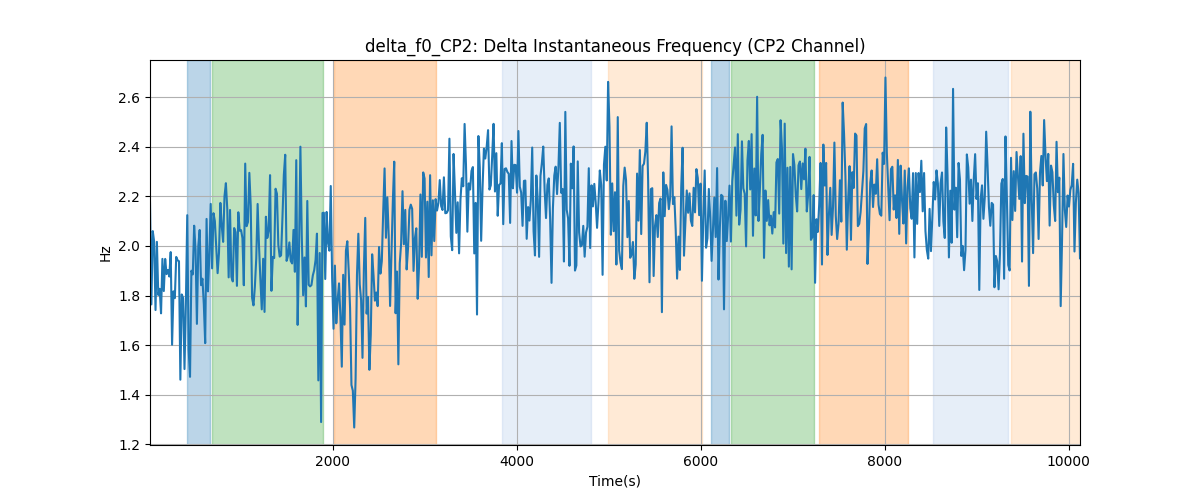 delta_f0_CP2: Delta Instantaneous Frequency (CP2 Channel)
Hz
2.6
2.4
2.2
2.0
1.8
1.6
1.4
1.2
2000 4000 6000 8000 10000
Time(s)